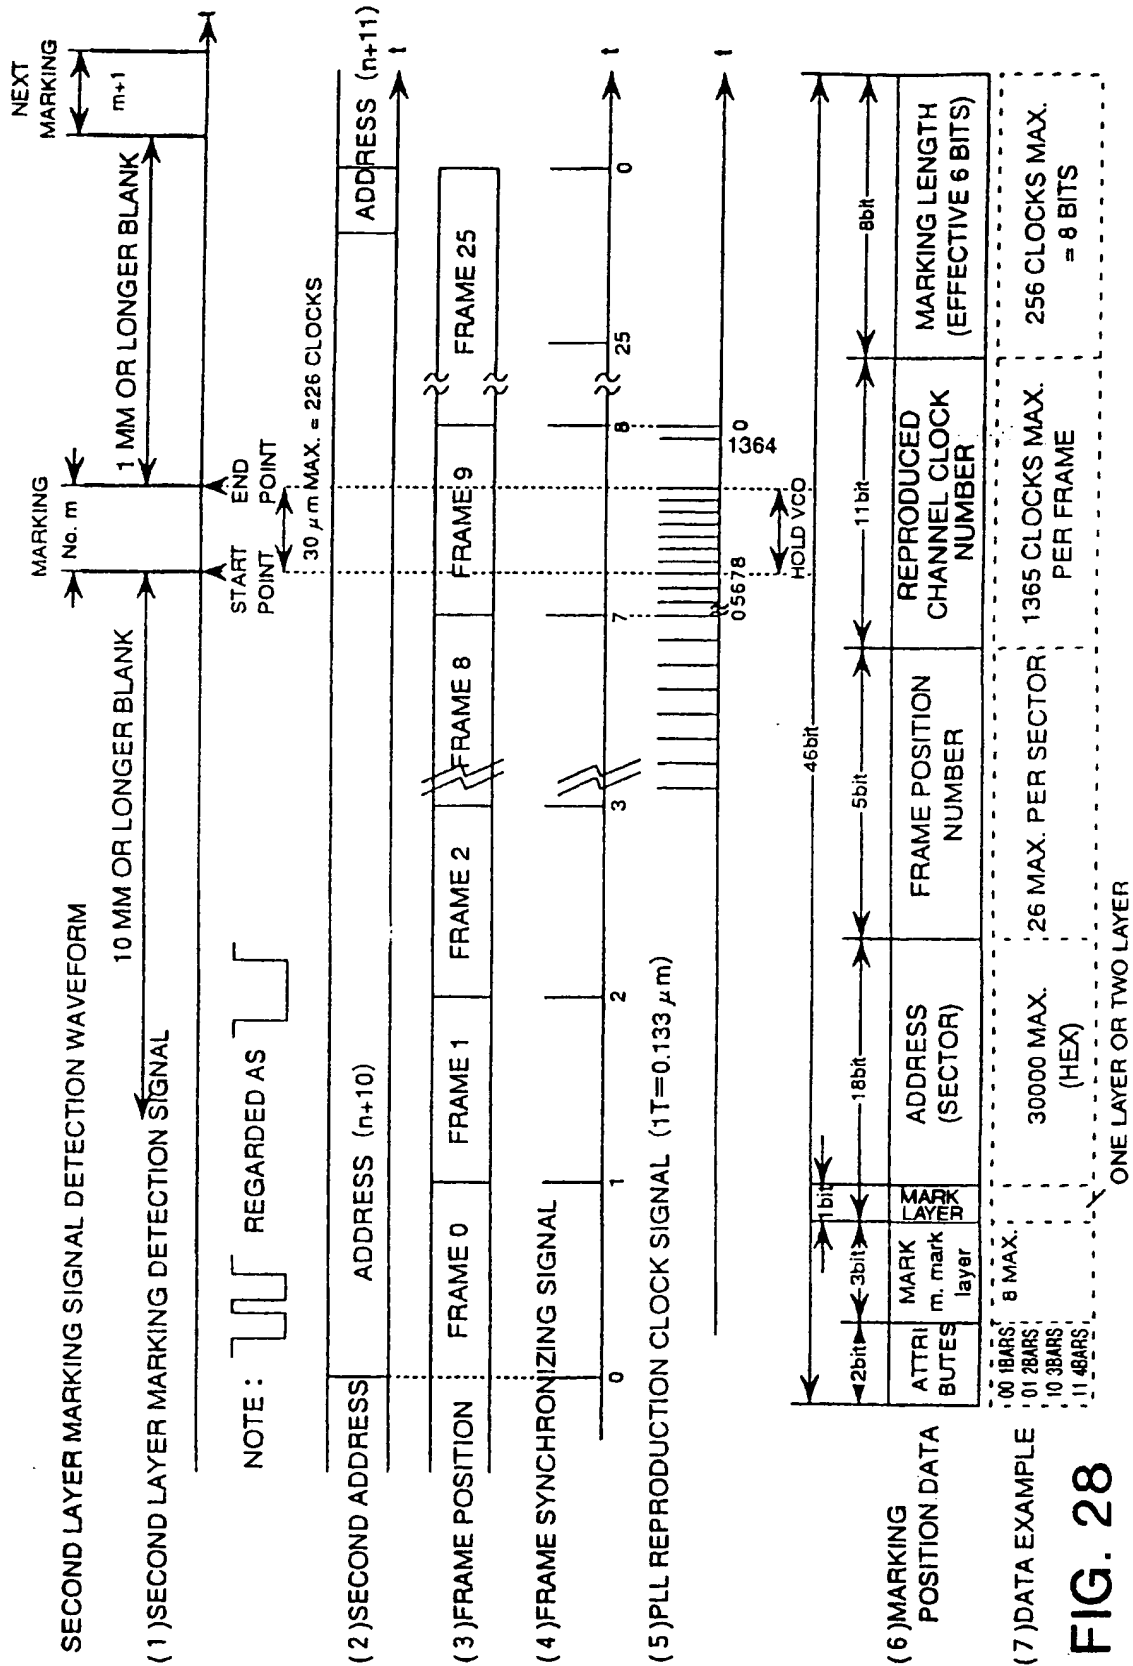 SECOND LAYER MARKING SIGNAL DETECTION WAVEFORM
MARKING
No. m
NEXT
MARKING
m+1
(1)SECOND LAYER MARKING DETECTION SIGNAL
10 MM OR LONGER BLANK
1 MM OR LONGER BLANK
t
START
POINT
END
POINT
NOTE :
REGARDED AS
30 μm MAX. = 226 CLOCKS
(2)SECOND ADDRESS
ADDRESS (n+10)
ADDRESS (n+11)
t
(3)FRAME POSITION
FRAME 0
FRAME 1
FRAME 2
FRAME 8
FRAME 9
FRAME 25
(4)FRAME SYNCHRONIZING SIGNAL
0
1
2
3
7
8
25
0
t
(5)PLL REPRODUCTION CLOCK SIGNAL (1T=0.133 μm)
05678
1364
0
t
HOLD VCO
46bit
2bit
3bit
1bit
18bit
5bit
11bit
8bit
(6)MARKING
POSITION DATA
ATTRI
BUTES
MARK
m. mark
layer
MARK
LAYER
ADDRESS
(SECTOR)
FRAME POSITION
NUMBER
REPRODUCED
CHANNEL CLOCK
NUMBER
MARKING LENGTH
(EFFECTIVE 6 BITS)
(7)DATA EXAMPLE
00 1BARS
01 2BARS
10 3BARS
11 4BARS
8 MAX.
30000 MAX.
(HEX)
26 MAX. PER SECTOR
1365 CLOCKS MAX.
PER FRAME
256 CLOCKS MAX.
= 8 BITS
ONE LAYER OR TWO LAYER
FIG. 28